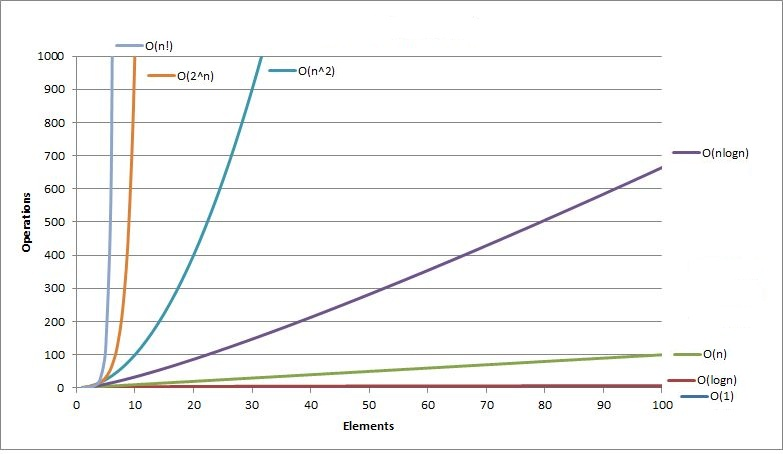 O(n!)
O(2^n)
O(n^2)
O(nlogn)
O(n)
O(logn)
O(1)
Operations
1000
900
800
700
600
500
400
300
200
100
0
0 10 20 30 40 50 60 70 80 90 100
Elements